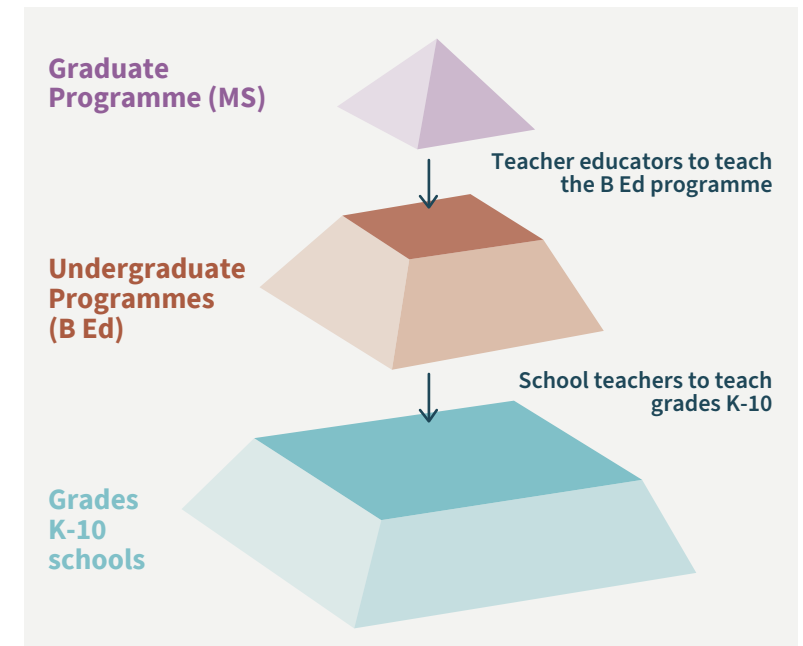 Graduate
Programme (MS)
Teacher educators to teach
the B Ed programme
Undergraduate
Programmes
(B Ed)
School teachers to teach
grades K-10
Grades
K-10
schools